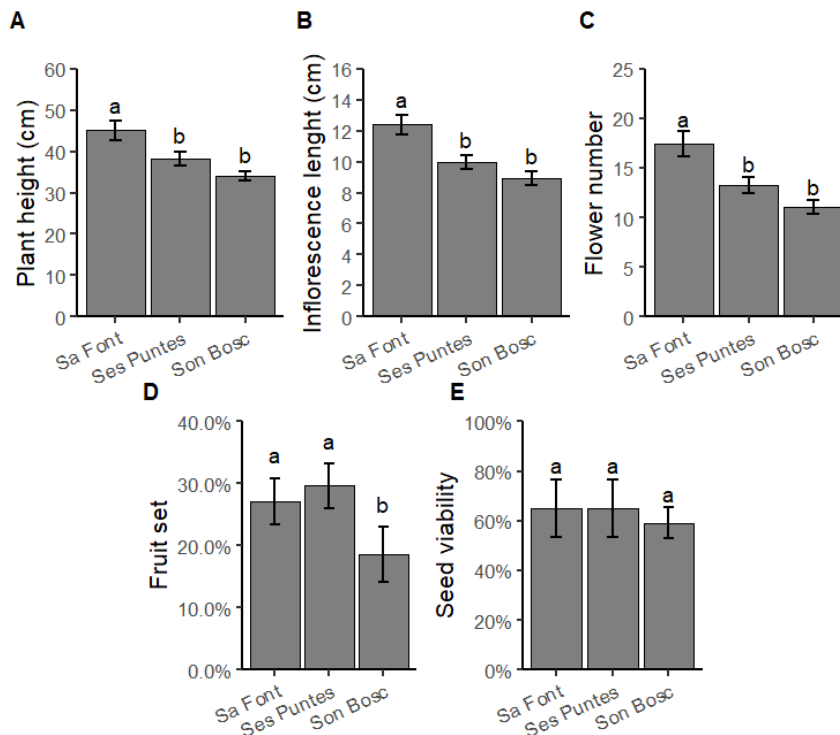 A
Plant height (cm)
60
50
40
30
20
10
0
a
b
b
Sa Font
Ses Puntes
Son Bosc
B
Inflorescence lenght (cm)
16
14
12
10
8
6
4
2
0
a
b
b
Sa Font
Ses Puntes
Son Bosc
C
Flower number
25
20
15
10
5
0
a
b
b
Sa Font
Ses Puntes
Son Bosc
D
Fruit set
40.0%
30.0%
20.0%
10.0%
0.0%
a
a
b
Sa Font
Ses Puntes
Son Bosc
E
Seed viability
100%
80%
60%
40%
20%
0%
a
a
a
Sa Font
Ses Puntes
Son Bosc